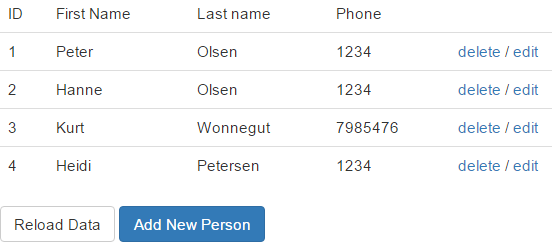 ID First Name Last name Phone
1 Peter Olsen 1234 delete / edit
2 Hanne Olsen 1234 delete / edit
3 Kurt Wonnegut 7985476 delete / edit
4 Heidi Petersen 1234 delete / edit
Reload Data Add New Person